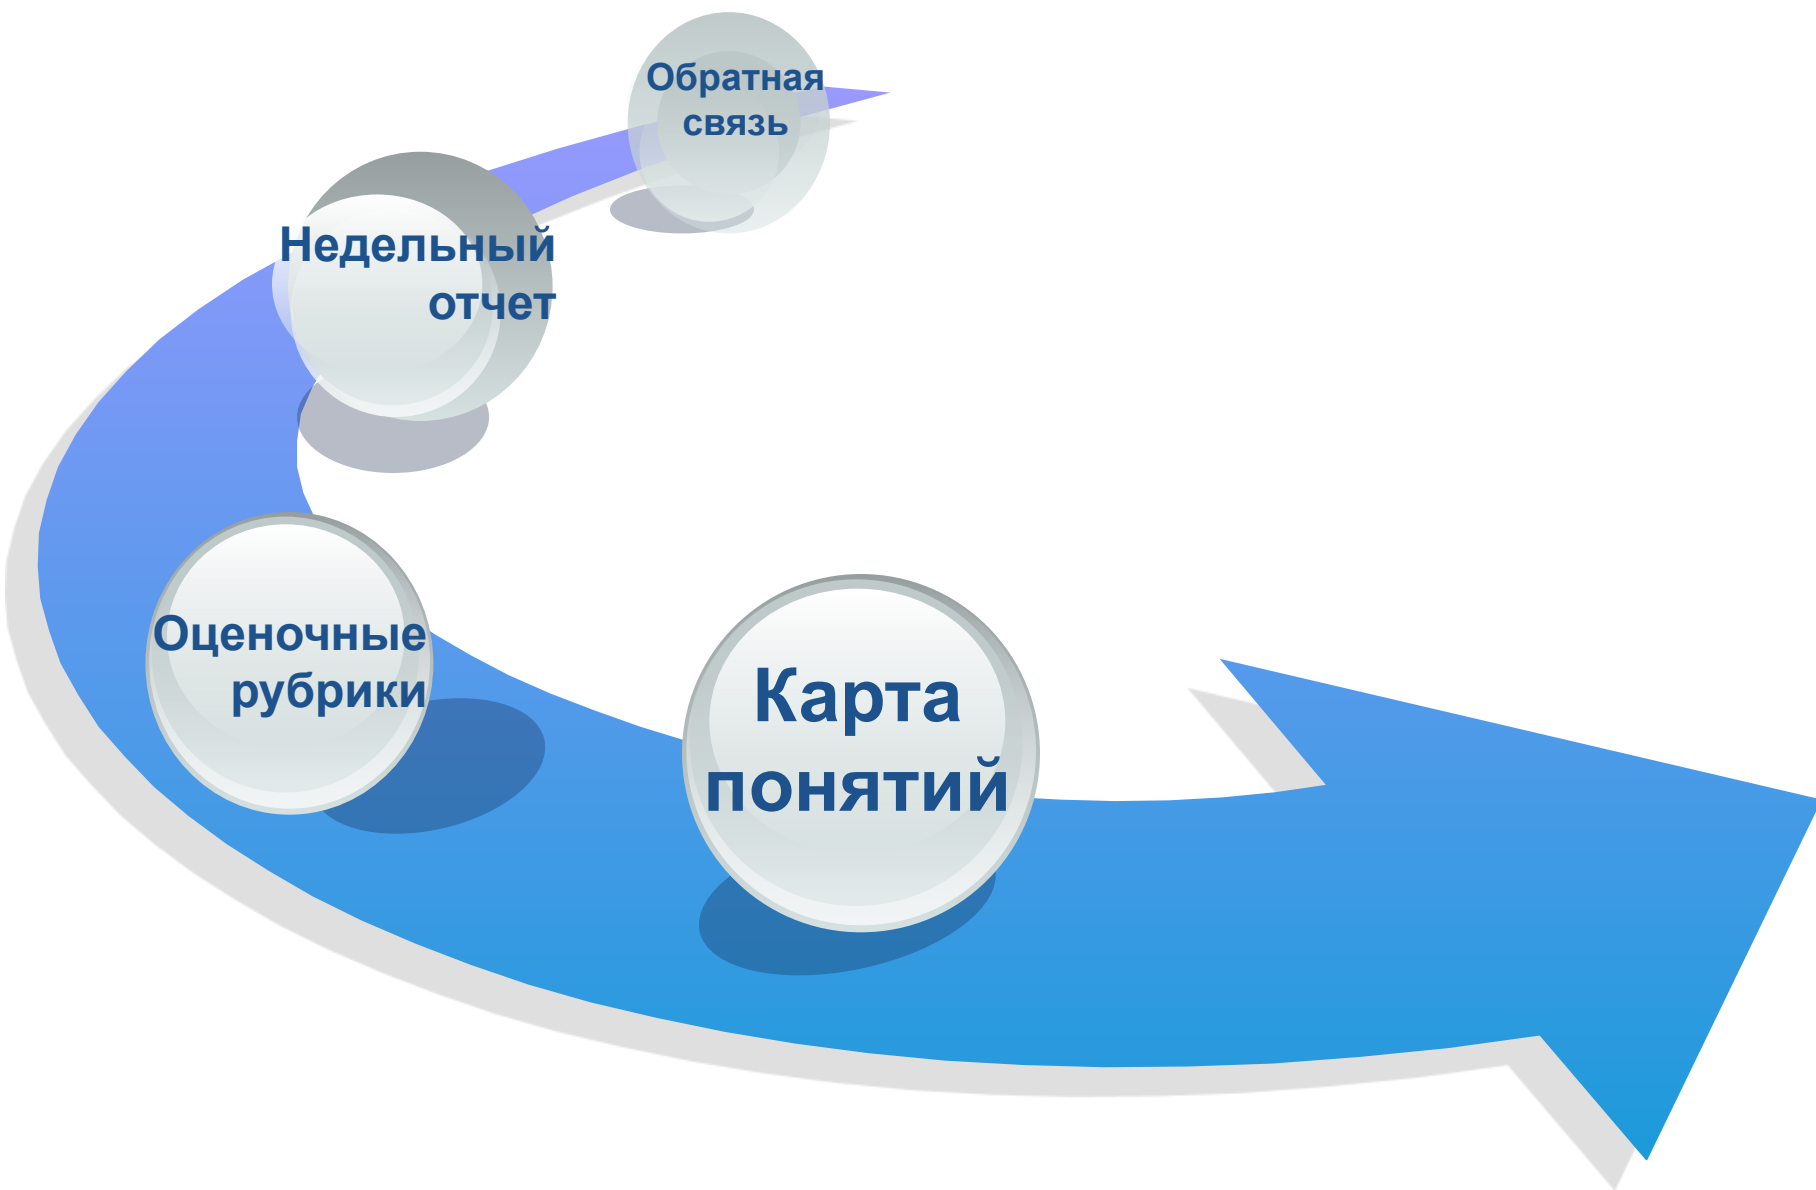 Обратная
связь
Недельный
отчет
Оценочные
рубрики
Карта
понятий